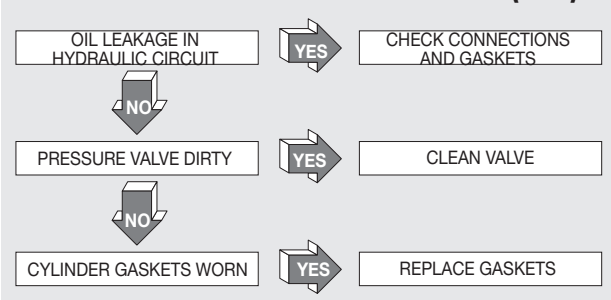 OIL LEAKAGE IN
HYDRAULIC CIRCUIT
YES
CHECK CONNECTIONS
AND GASKETS
NO
PRESSURE VALVE DIRTY
YES
CLEAN VALVE
NO
CYLINDER GASKETS WORN
YES
REPLACE GASKETS